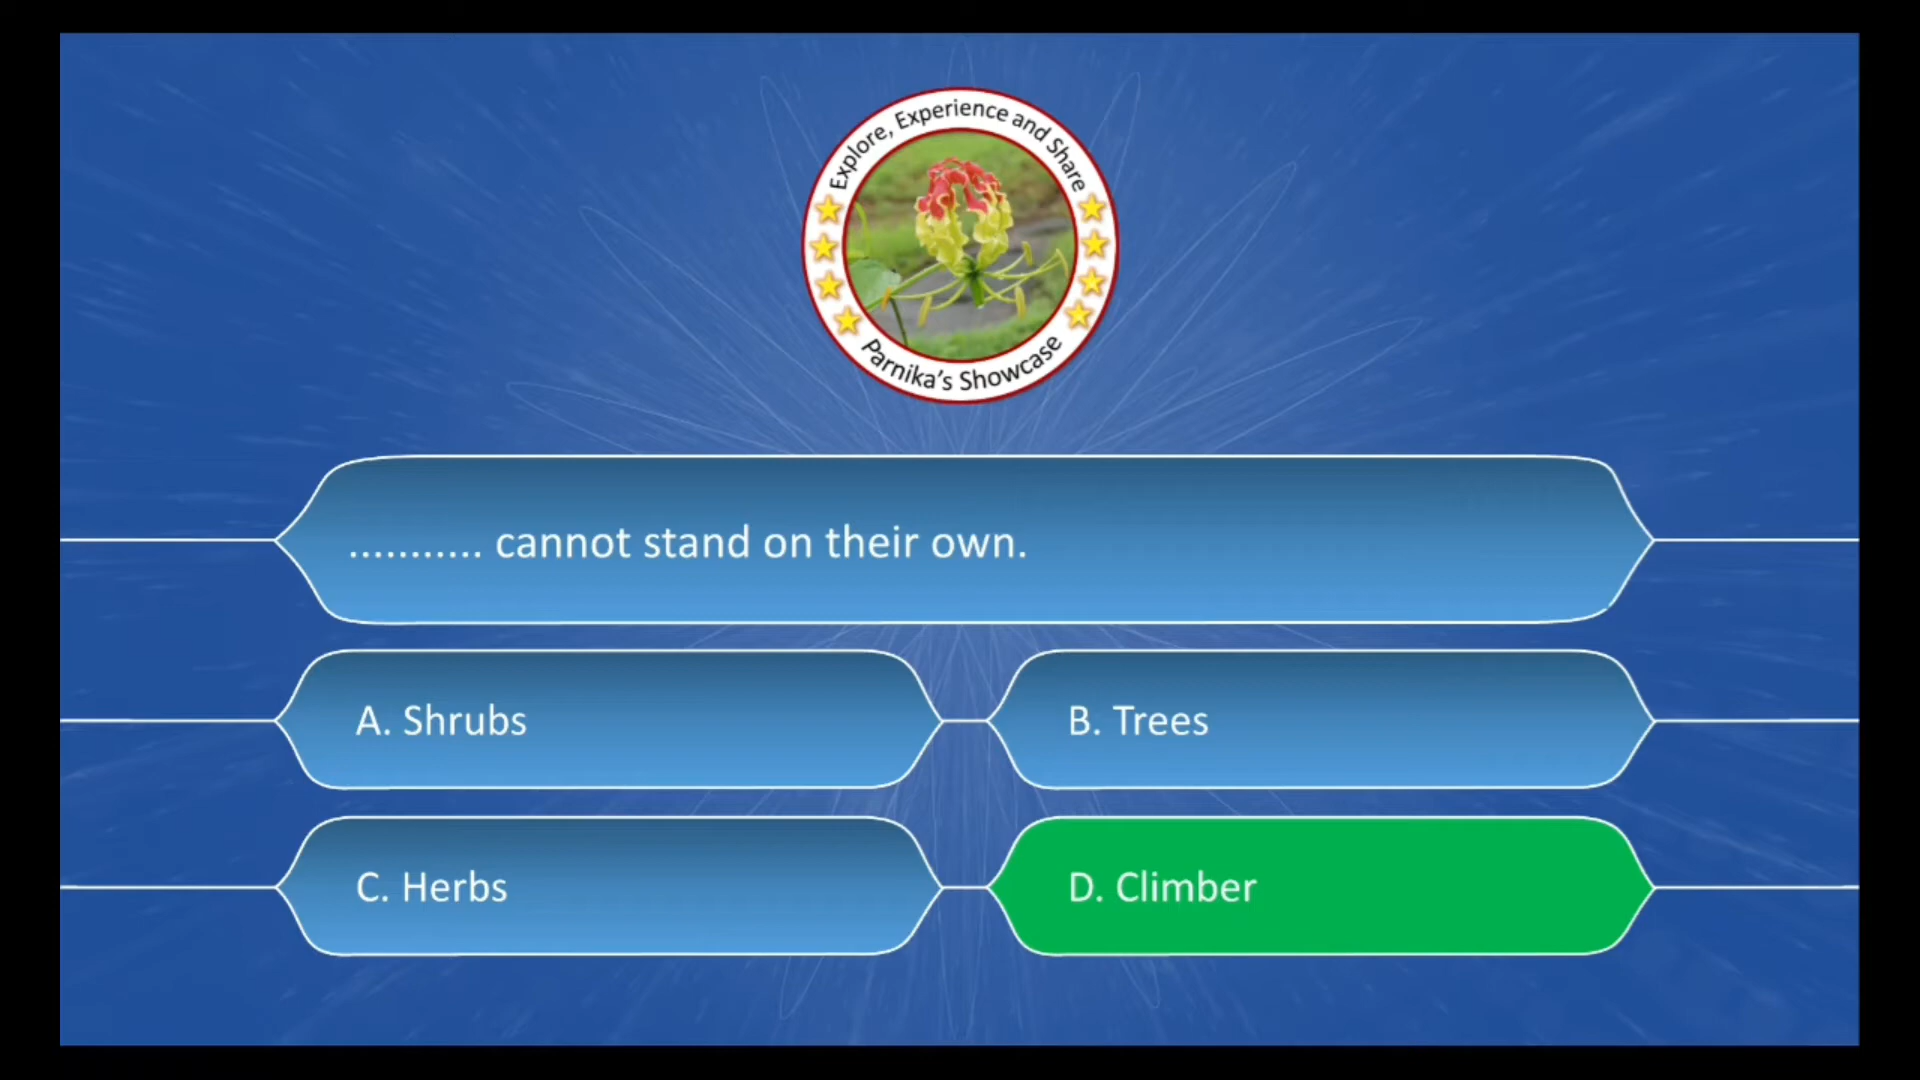 Explore, Experience and Share
Parnika's Showcase
........... cannot stand on their own.
A. Shrubs
B. Trees
C. Herbs
D. Climber